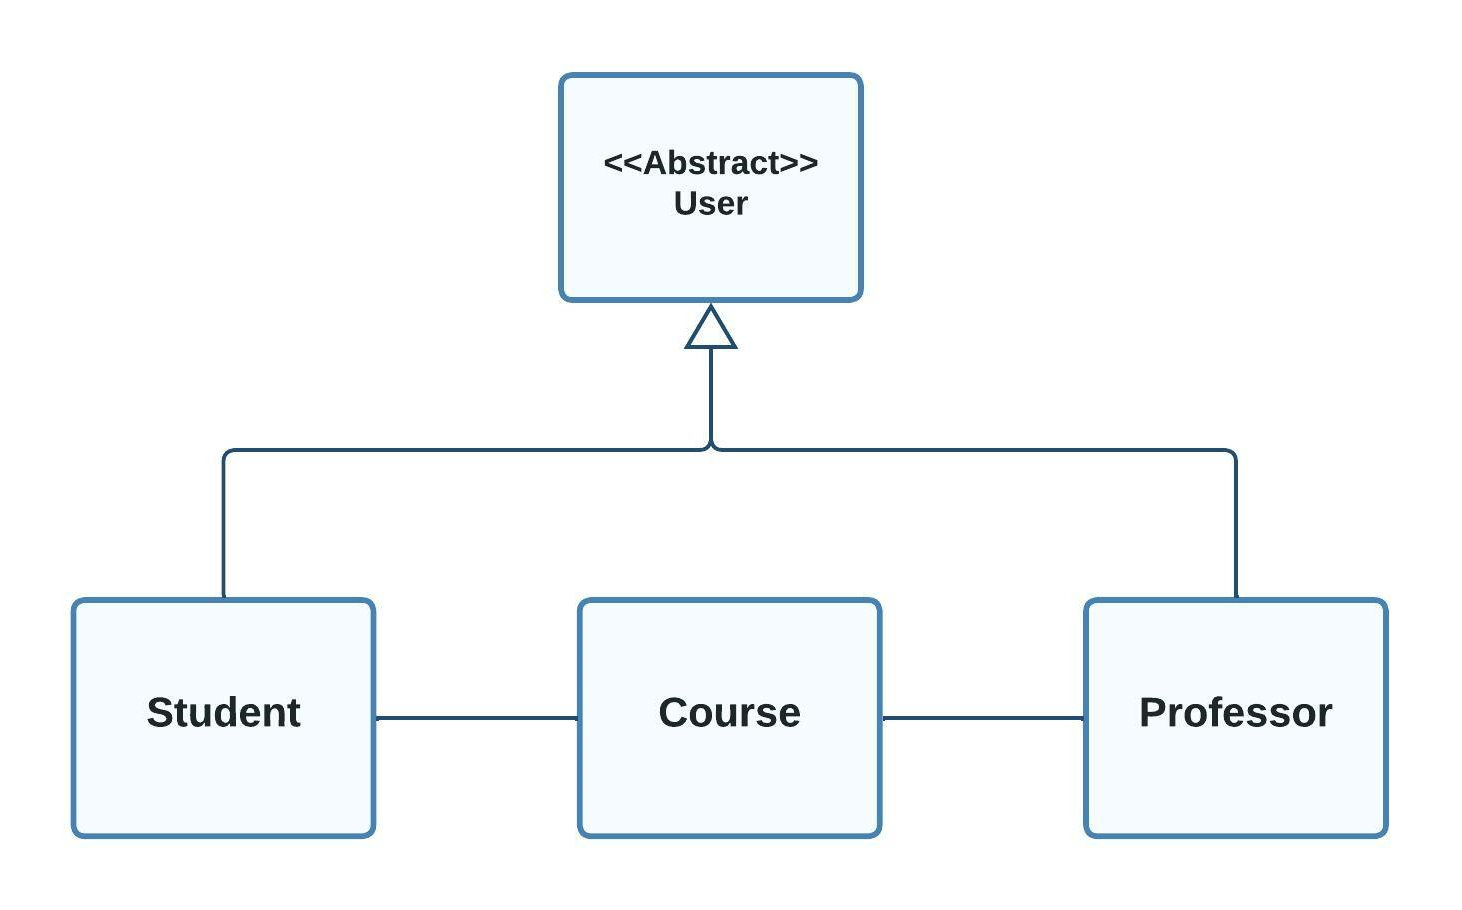 <<Abstract>>
User
Student
Course
Professor